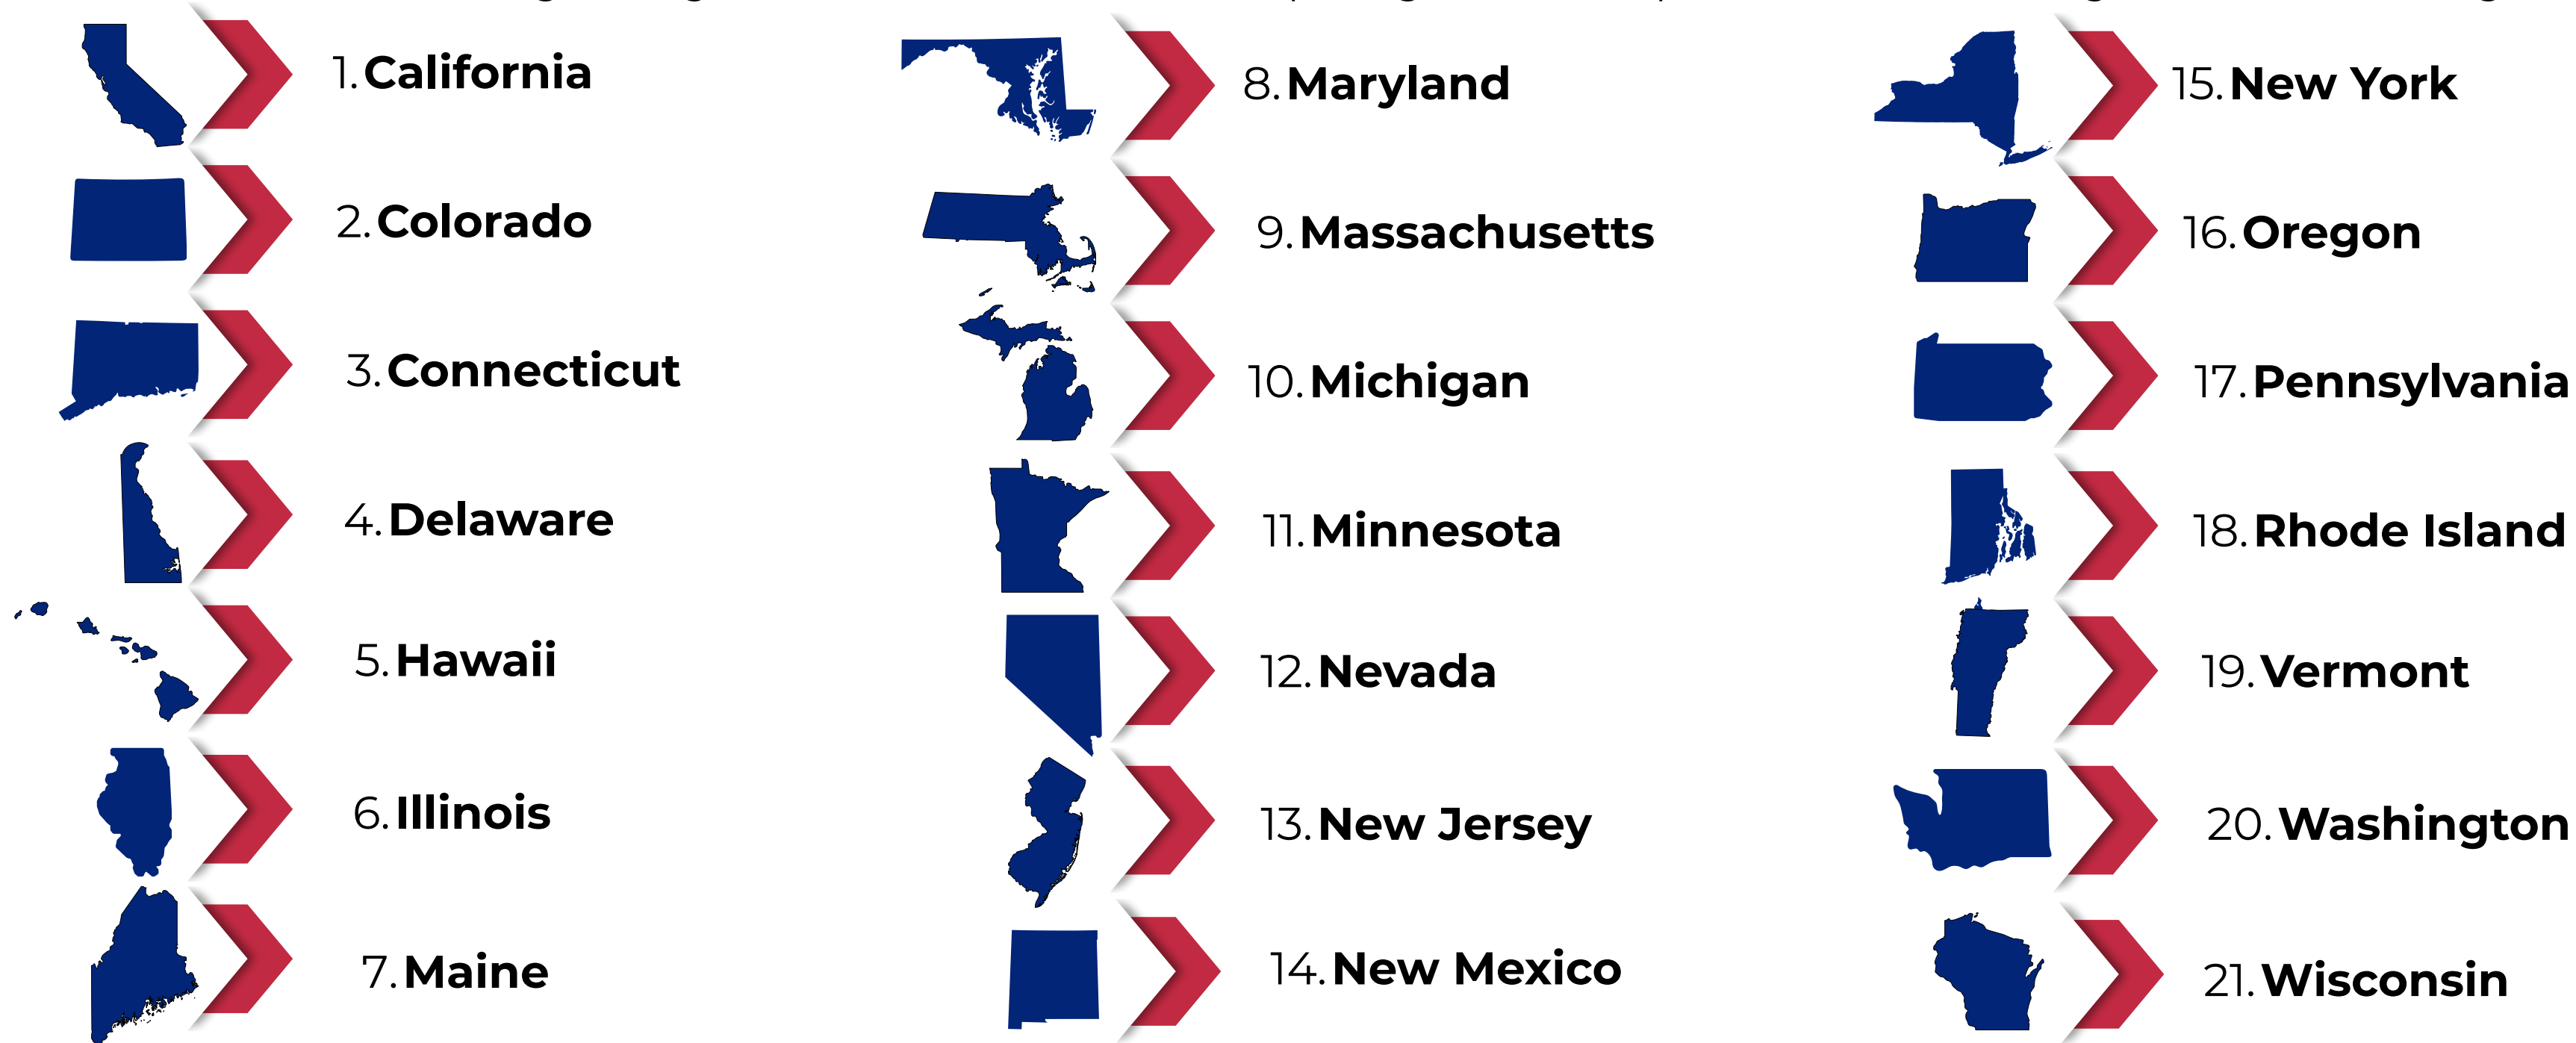 1. California
2. Colorado
3. Connecticut
4. Delaware
5. Hawaii
6. Illinois
7. Maine
8. Maryland
9. Massachusetts
10. Michigan
11. Minnesota
12. Nevada
13. New Jersey
14. New Mexico
15. New York
16. Oregon
17. Pennsylvania
18. Rhode Island
19. Vermont
20. Washington
21. Wisconsin